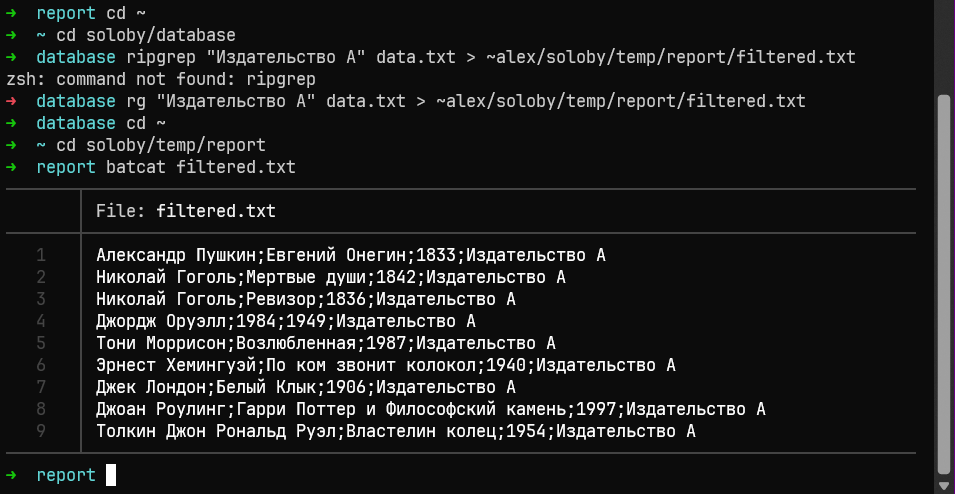 ➜ report cd ~
➜ ~ cd soloby/database
➜ database ripgrep "Издательство А" data.txt > ~alex/soloby/temp/report/filtered.txt
zsh: command not found: ripgrep
➜ database rg "Издательство А" data.txt > ~alex/soloby/temp/report/filtered.txt
➜ database cd ~
➜ ~ cd soloby/temp/report
➜ report batcat filtered.txt
File: filtered.txt
1 Александр Пушкин;Евгений Онегин;1833;Издательство А
2 Николай Гоголь;Мертвые души;1842;Издательство А
3 Николай Гоголь;Ревизор;1836;Издательство А
4 Джордж Оруэлл;1984;1949;Издательство А
5 Тони Моррисон;Возлюбленная;1987;Издательство А
6 Эрнест Хемингуэй;По ком звонит колокол;1940;Издательство А
7 Джек Лондон;Белый Клык;1906;Издательство А
8 Джоан Роулинг;Гарри Поттер и Философский камень;1997;Издательство А
9 Толкин Джон Рональд Руэл;Властелин колец;1954;Издательство А
➜ report